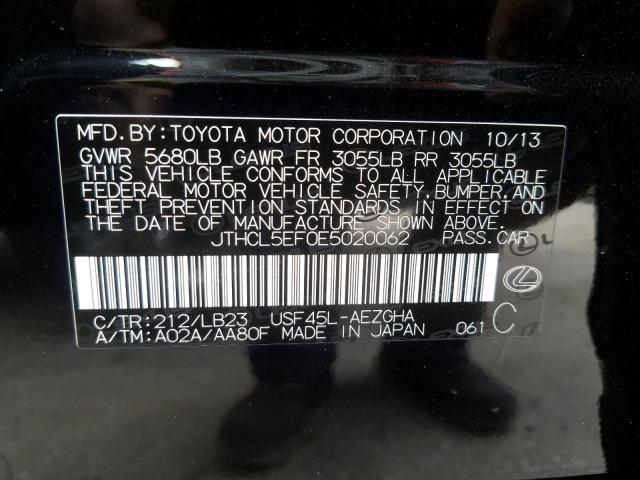 MFD.BY:TOYOTA MOTOR CORPORATION 10/13
GVWR 5680LB GAWR FR 3055LB RR 3055LB
THIS VEHICLE CONFORMS TO ALL APPLICABLE
FEDERAL MOTOR VEHICLE SAFETY,BUMPER,AND
THEFT PREVENTION STANDARDS IN EFFECT ON
THE DATE OF MANUFACTURE SHOWN ABOVE.
JTHCL5EF0E5020062 PASS.CAR
C/TR:212/LB23 USF45L-AEZGHA
A/TM:A02A/AA80F MADE IN JAPAN 061 C